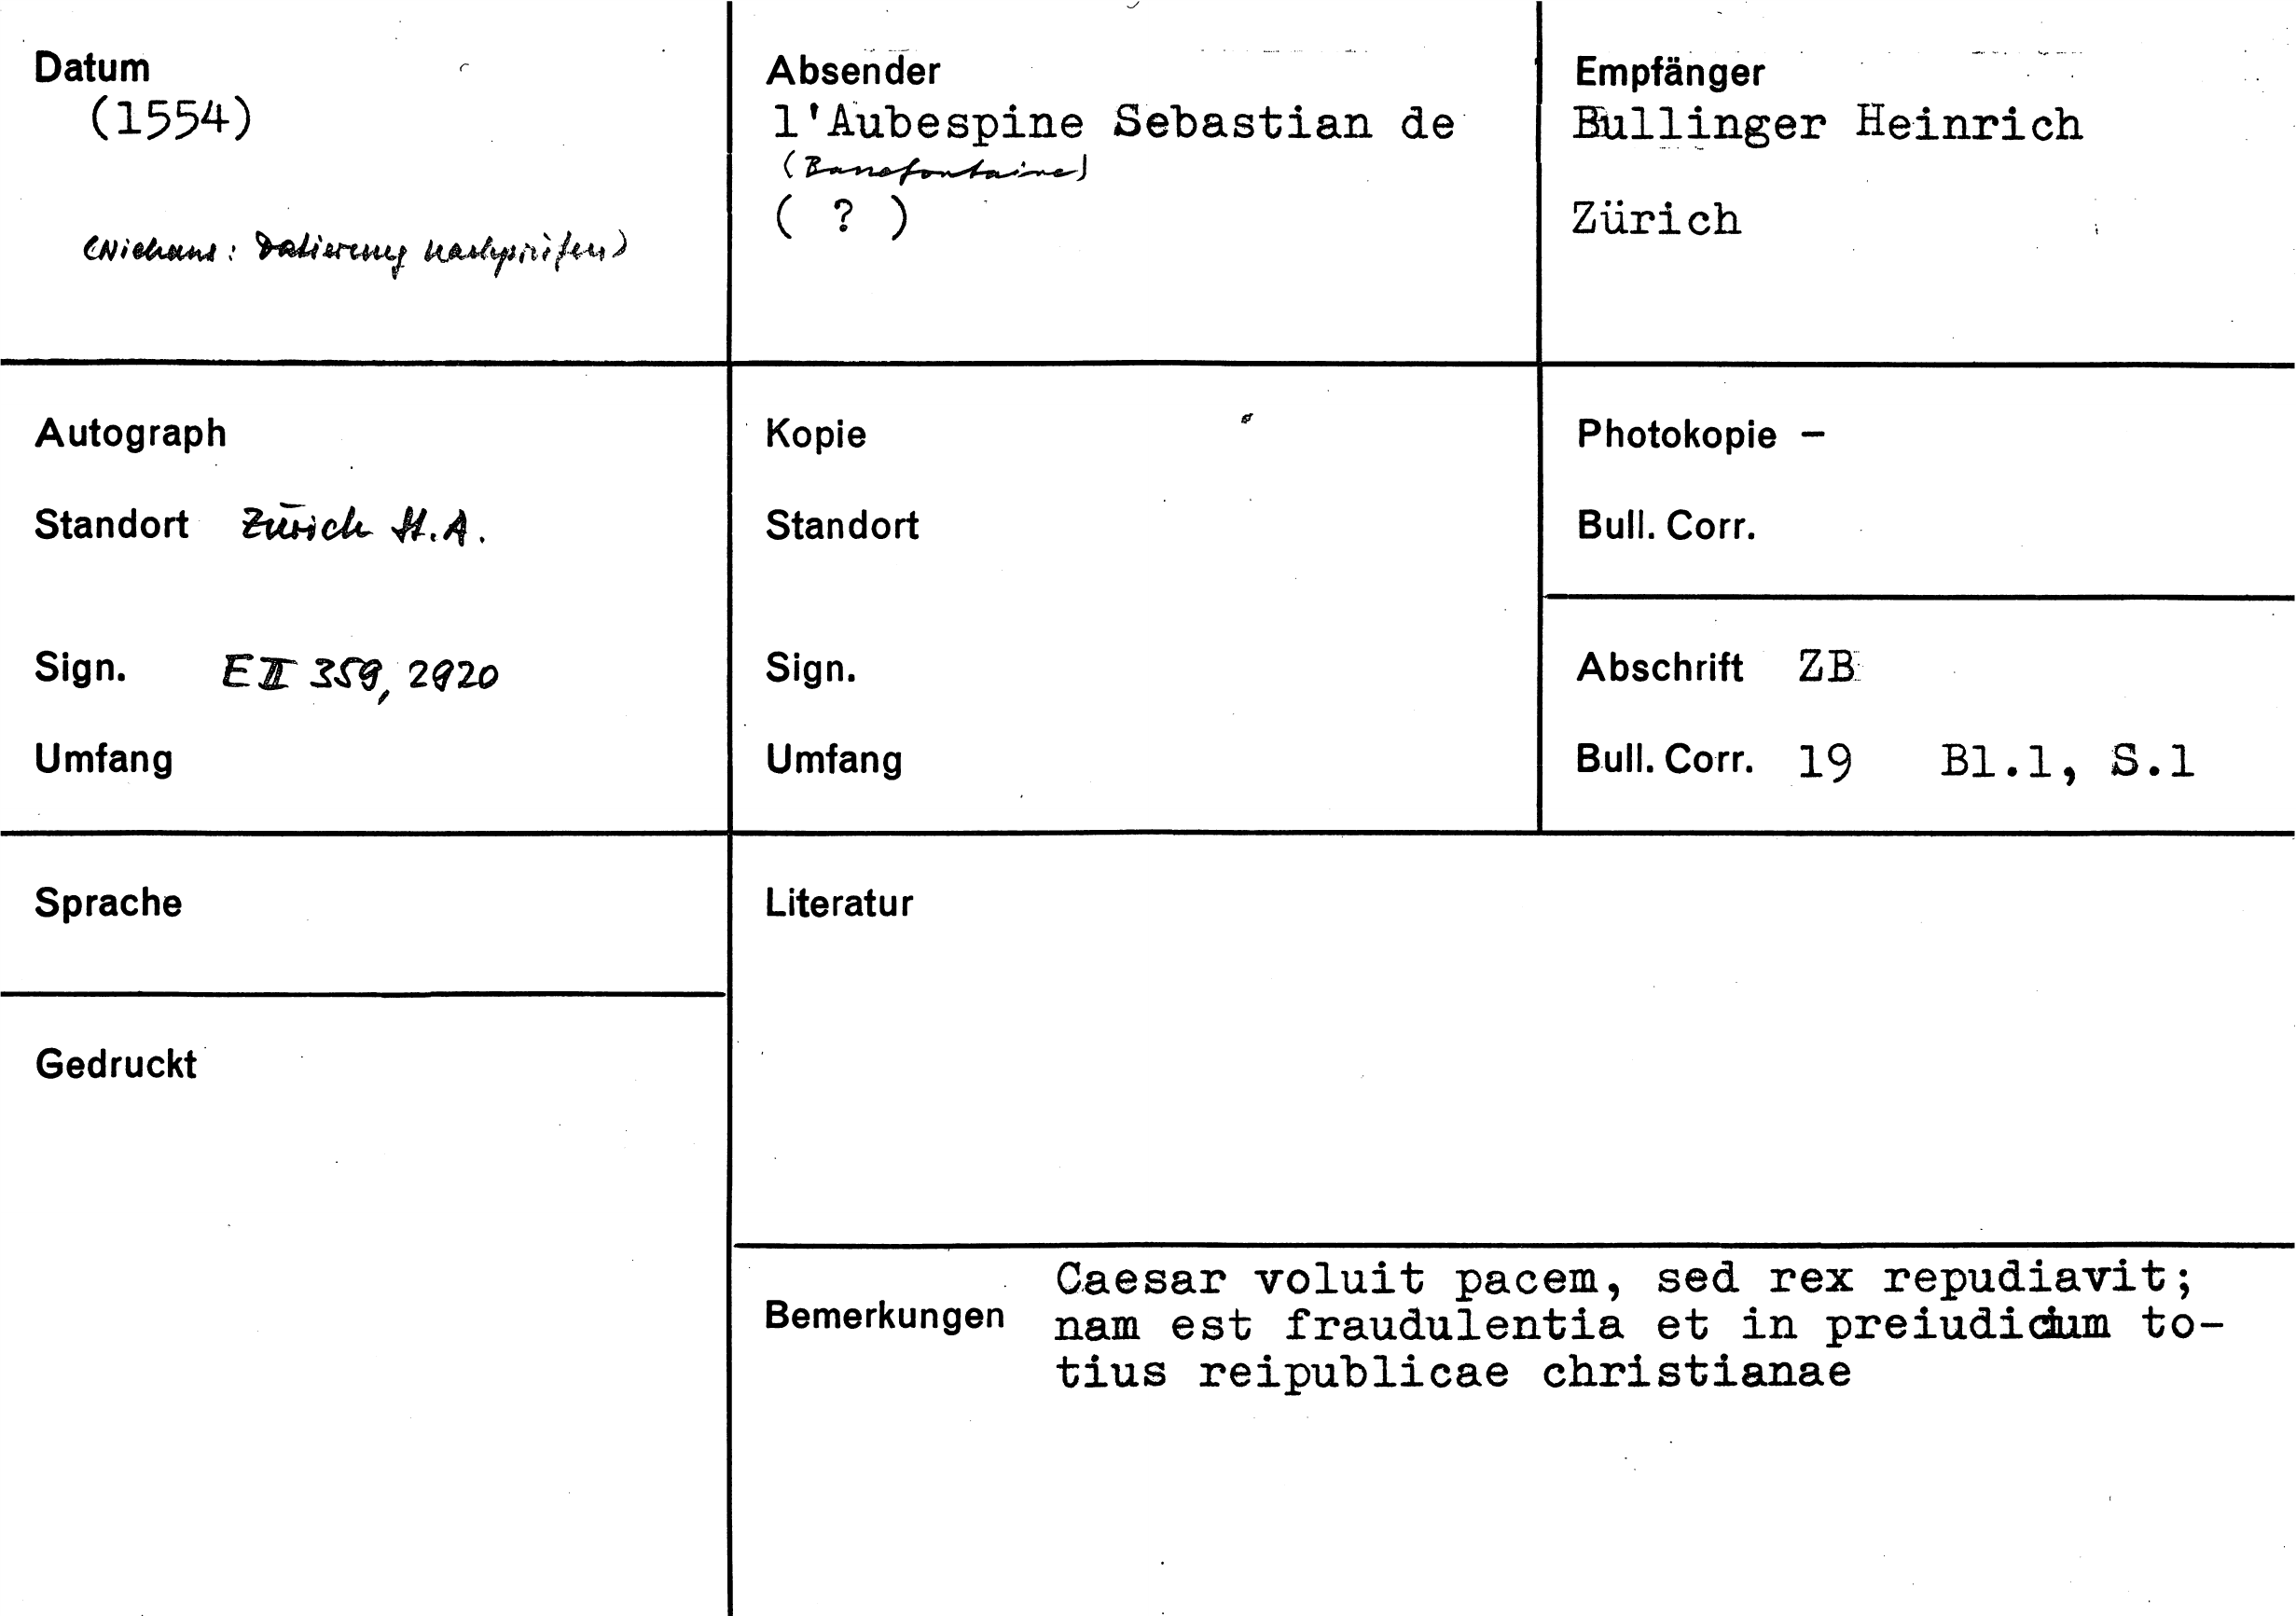 Datum
(1554)
(Niehans: Datierung nachprüfen)
Absender
l'Aubespine Sebastian de
(Bassefontaine)
( ? )
Empfänger
Bullinger Heinrich
Zürich
Autograph
Standort Zürich St.A.
Sign. E II 359, 2920
Umfang
Kopie
Standort
Sign.
Umfang
Photokopie –
Bull. Corr.
Abschrift ZB
Bull. Corr. 19 Bl.1, S.1
Sprache
Gedruckt
Literatur
Bemerkungen
Caesar voluit pacem, sed rex repudiavit;
nam est fraudulentia et in preiudicium to-
tius reipublicae christianae